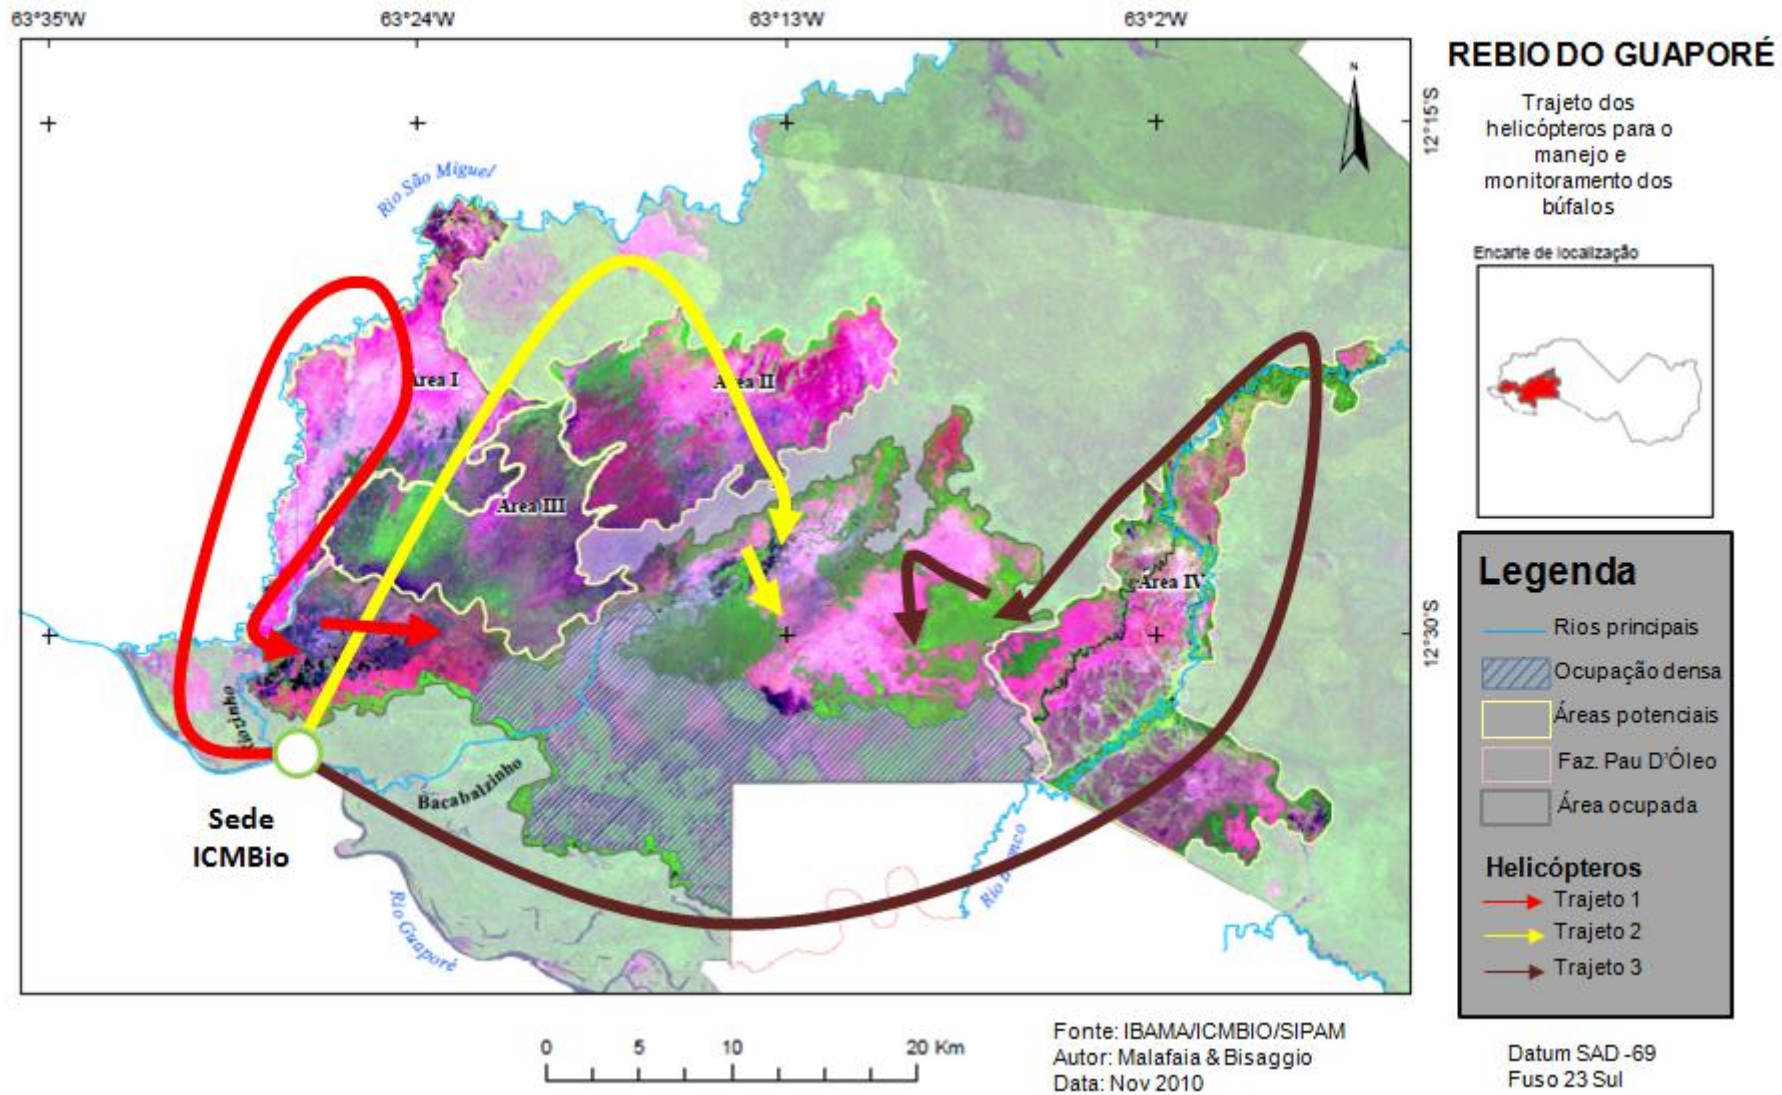 63°35'W 63°24'W 63°13'W 63°2'W
REBIO DO GUAPORÉ
N
Trajeto dos
helicópteros para o
manejo e
monitoramento dos
búfalos
12°15'S
Rio São Miguel
Encarte de localização
Área I
Área II
Área III
Área IV
12°30'S
Riozinho
Bacabalzinho
Sede
ICMBio
Rio Branco
Rio Guaporé
Legenda
Rios principais
Ocupação densa
Áreas potenciais
Faz. Pau D'Óleo
Área ocupada
Helicópteros
Trajeto 1
Trajeto 2
Trajeto 3
0 5 10 20 Km
Fonte: IBAMA/ICMBIO/SIPAM
Autor: Malafaia & Bisaggio
Data: Nov 2010
Datum SAD -69
Fuso 23 Sul